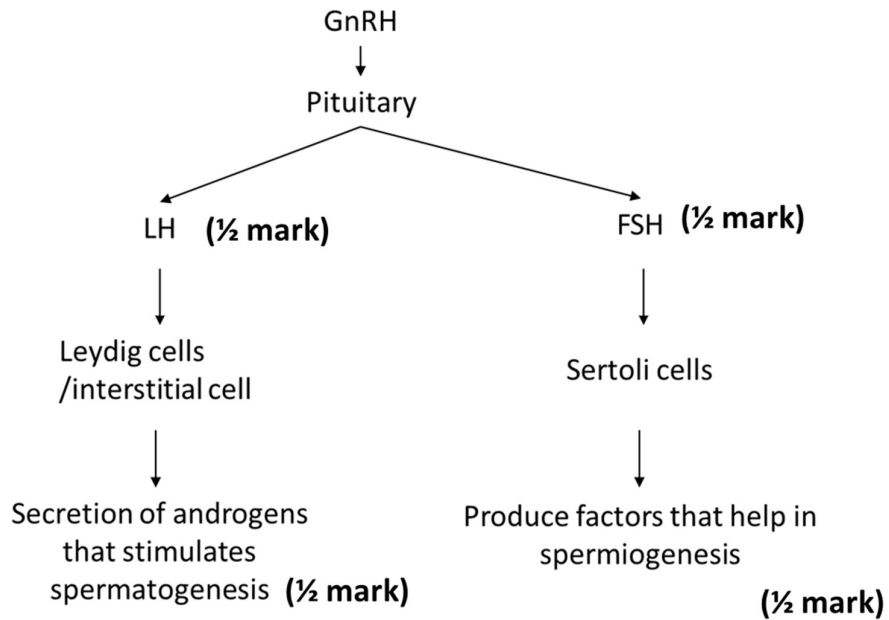 GnRH
Pituitary
LH (½ mark)
FSH (½ mark)
Leydig cells
/interstitial cell
Sertoli cells
Secretion of androgens
that stimulates
spermatogenesis (½ mark)
Produce factors that help in
spermiogenesis
(½ mark)